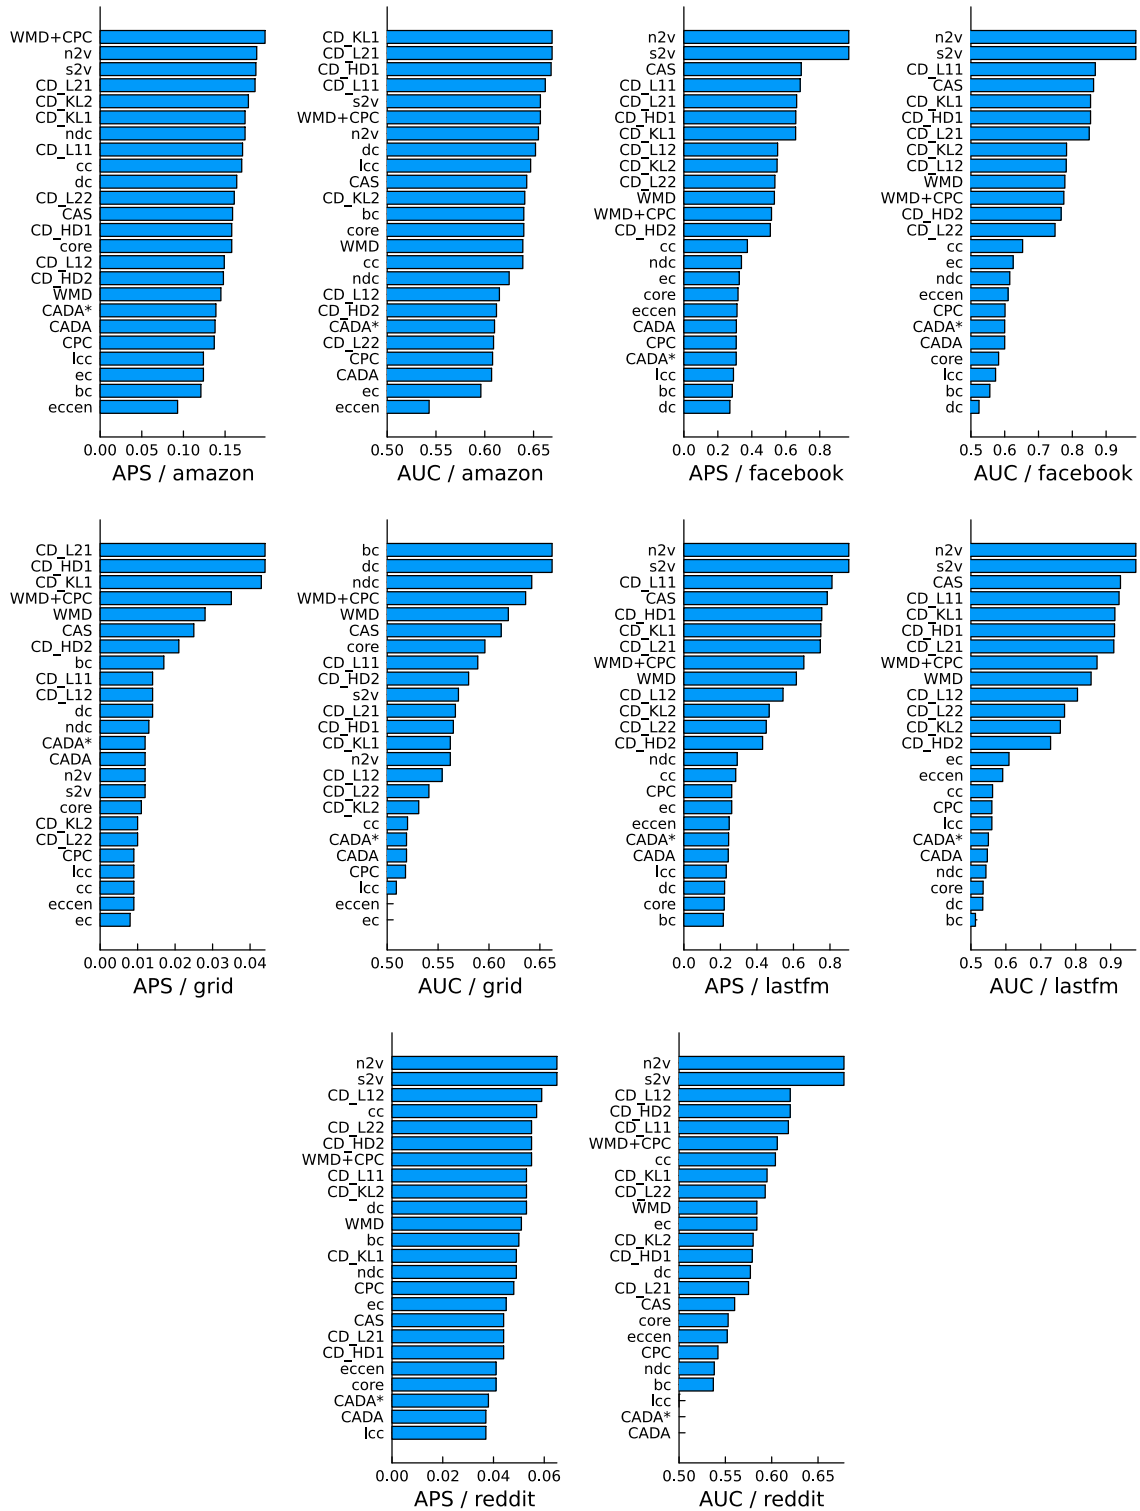 WMD+CPC
n2v
s2v
CD_L21
CD_KL2
CD_KL1
ndc
CD_L11
cc
dc
CD_L22
CAS
CD_HD1
core
CD_L12
CD_HD2
WMD
CADA*
CADA
CPC
lcc
ec
bc
eccen
0.00 0.05 0.10 0.15
APS / amazon
CD_KL1
CD_L21
CD_HD1
CD_L11
s2v
WMD+CPC
n2v
dc
lcc
CAS
CD_KL2
bc
core
WMD
cc
ndc
CD_L12
CD_HD2
CADA*
CD_L22
CPC
CADA
ec
eccen
0.50 0.55 0.60 0.65
AUC / amazon
n2v
s2v
CAS
CD_L11
CD_L21
CD_HD1
CD_KL1
CD_L12
CD_KL2
CD_L22
WMD
WMD+CPC
CD_HD2
cc
ndc
ec
core
eccen
CADA
CPC
CADA*
lcc
bc
dc
0.0 0.2 0.4 0.6 0.8
APS / facebook
n2v
s2v
CD_L11
CAS
CD_KL1
CD_HD1
CD_L21
CD_KL2
CD_L12
WMD
WMD+CPC
CD_HD2
CD_L22
cc
ec
ndc
eccen
CPC
CADA*
CADA
core
lcc
bc
dc
0.5 0.6 0.7 0.8 0.9
AUC / facebook
CD_L21
CD_HD1
CD_KL1
WMD+CPC
WMD
CAS
CD_HD2
bc
CD_L11
CD_L12
dc
ndc
CADA*
CADA
n2v
s2v
core
CD_KL2
CD_L22
CPC
lcc
cc
eccen
ec
0.00 0.01 0.02 0.03 0.04
APS / grid
bc
dc
ndc
WMD+CPC
WMD
CAS
core
CD_L11
CD_HD2
s2v
CD_L21
CD_HD1
CD_KL1
n2v
CD_L12
CD_L22
CD_KL2
cc
CADA*
CADA
CPC
lcc
eccen
ec
0.50 0.55 0.60 0.65
AUC / grid
n2v
s2v
CD_L11
CAS
CD_HD1
CD_KL1
CD_L21
WMD+CPC
WMD
CD_L12
CD_KL2
CD_L22
CD_HD2
ndc
cc
CPC
ec
eccen
CADA*
CADA
lcc
dc
core
bc
0.0 0.2 0.4 0.6 0.8
APS / lastfm
n2v
s2v
CAS
CD_L11
CD_KL1
CD_HD1
CD_L21
WMD+CPC
WMD
CD_L12
CD_L22
CD_KL2
CD_HD2
ec
eccen
cc
CPC
lcc
CADA*
CADA
ndc
core
dc
bc
0.5 0.6 0.7 0.8 0.9
AUC / lastfm
n2v
s2v
CD_L12
cc
CD_L22
CD_HD2
WMD+CPC
CD_L11
CD_KL2
dc
WMD
bc
CD_KL1
ndc
CPC
ec
CAS
CD_L21
CD_HD1
eccen
core
CADA*
CADA
lcc
0.00 0.02 0.04 0.06
APS / reddit
n2v
s2v
CD_L12
CD_HD2
CD_L11
WMD+CPC
cc
CD_KL1
CD_L22
WMD
ec
CD_KL2
CD_HD1
dc
CD_L21
CAS
core
eccen
CPC
ndc
bc
lcc
CADA*
CADA
0.50 0.55 0.60 0.65
AUC / reddit